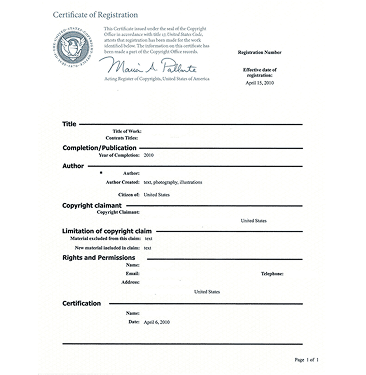 Certificate of Registration
This Certificate issued under the seal of the Copyright
Office in accordance with title 17 United States Code,
attests that registration has been made for the work
identified below. The information on this certificate has
been made a part of the Copyright Office records.
Maria A. Pallante
Acting Register of Copyrights, United States of America
Registration Number
Effective date of
registration:
April 15, 2010
Title
Title of Work:
Contents Titles:
Completion/Publication
Year of Completion: 2010
Author
* Author:
Author Created: text, photography, illustrations
Citizen of: United States
Copyright claimant
Copyright Claimant:
United States
Limitation of copyright claim
Material excluded from this claim: text
New material included in claim: text
Rights and Permissions
Name:
Email: Telephone:
Address:
United States
Certification
Name:
Date: April 6, 2010
Page 1 of 1